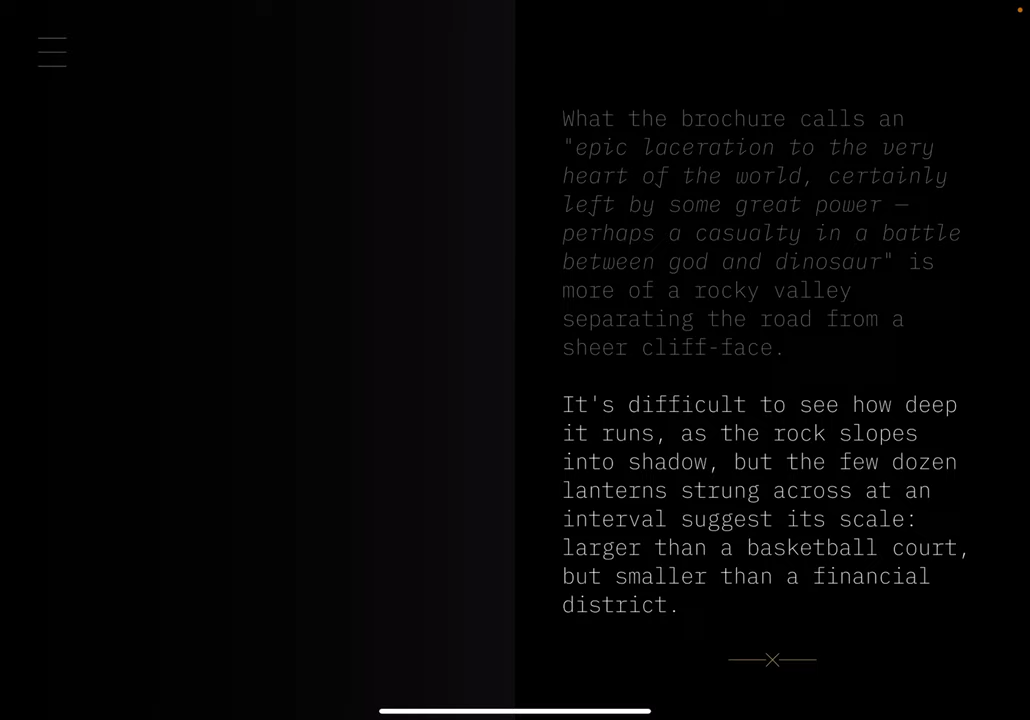 What the brochure calls an
"epic laceration to the very
heart of the world, certainly
left by some great power —
perhaps a casualty in a battle
between god and dinosaur" is
more of a rocky valley
separating the road from a
sheer cliff-face.
It's difficult to see how deep
it runs, as the rock slopes
into shadow, but the few dozen
lanterns strung across at an
interval suggest its scale:
larger than a basketball court,
but smaller than a financial
district.